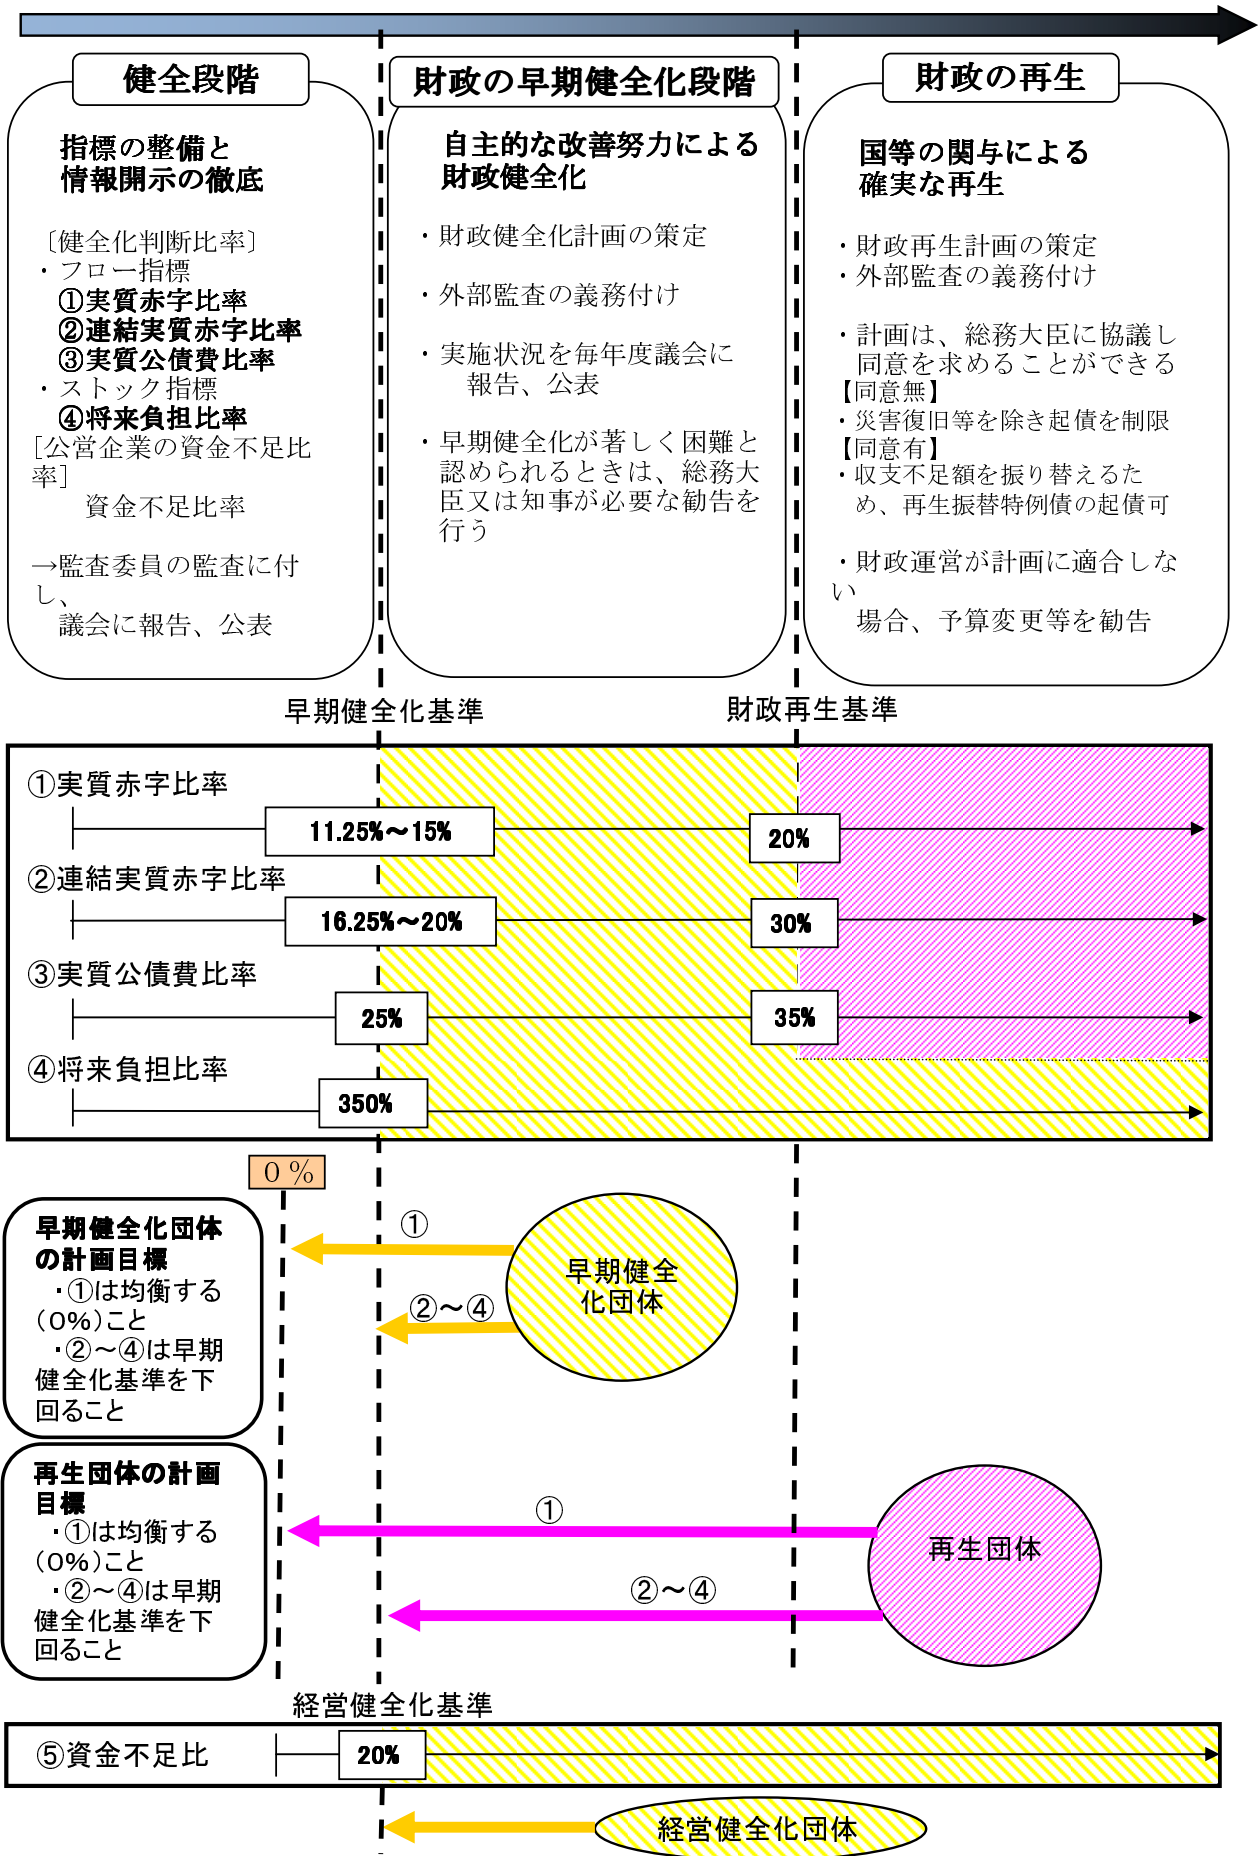 健全段階
指標の整備と
情報開示の徹底
〔健全化判断比率〕
・フロー指標
①実質赤字比率
②連結実質赤字比率
③実質公債費比率
・ストック指標
④将来負担比率
［公営企業の資金不足比
率］
資金不足比率
→監査委員の監査に付
し、
議会に報告、公表
財政の早期健全化段階
自主的な改善努力による
財政健全化
・財政健全化計画の策定
・外部監査の義務付け
・実施状況を毎年度議会に
報告、公表
・早期健全化が著しく困難と
認められるときは、総務大
臣又は知事が必要な勧告を
行う
財政の再生
国等の関与による
確実な再生
・財政再生計画の策定
・外部監査の義務付け
・計画は、総務大臣に協議し
同意を求めることができる
【同意無】
・災害復旧等を除き起債を制限
【同意有】
・収支不足額を振り替えるた
め、再生振替特例債の起債可
・財政運営が計画に適合しな
い
場合、予算変更等を勧告
早期健全化基準
財政再生基準
①実質赤字比率
11.25%～15%
20%
②連結実質赤字比率
16.25%～20%
30%
③実質公債費比率
25%
35%
④将来負担比率
350%
0％
早期健全化団体
の計画目標
・①は均衡する
（0%）こと
・②～④は早期
健全化基準を下
回ること
①
②～④
早期健全
化団体
再生団体の計画
目標
・①は均衡する
（0%）こと
・②～④は早期
健全化基準を下
回ること
①
②～④
再生団体
経営健全化基準
⑤資金不足比
20%
経営健全化団体